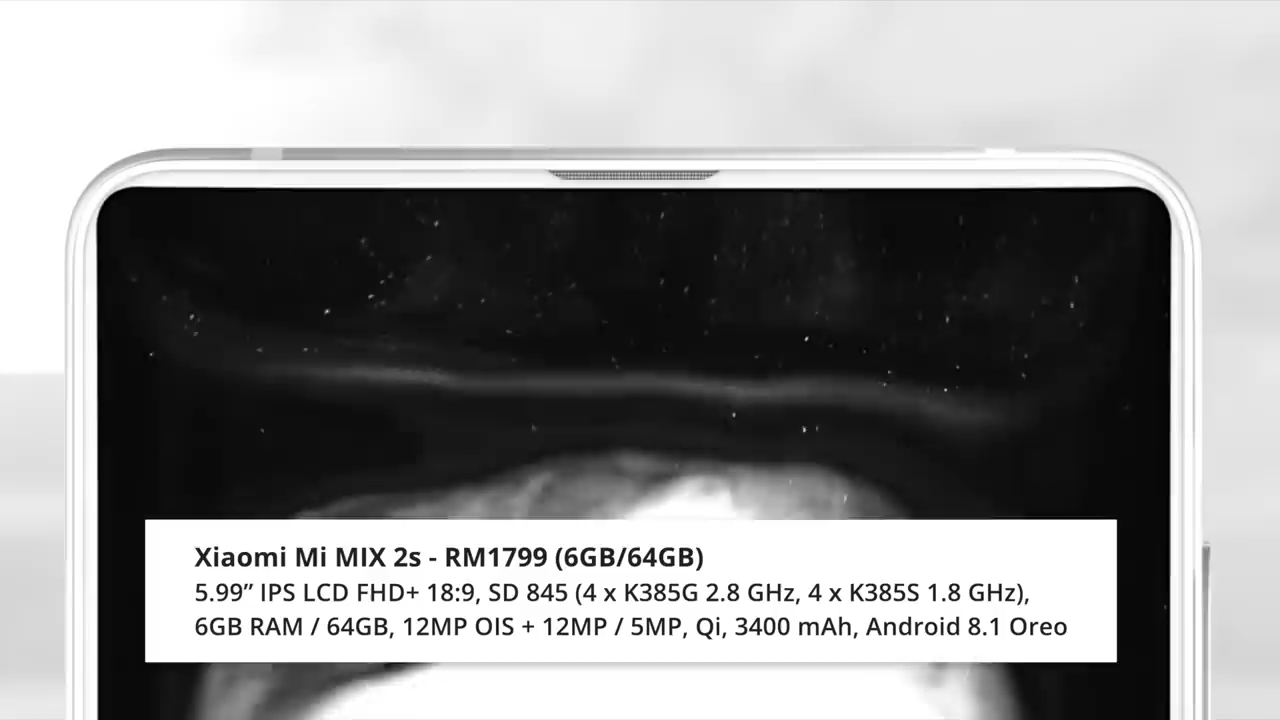 Xiaomi Mi MIX 2s - RM1799 (6GB/64GB)
5.99” IPS LCD FHD+ 18:9, SD 845 (4 x K385G 2.8 GHz, 4 x K385S 1.8 GHz),
6GB RAM / 64GB, 12MP OIS + 12MP / 5MP, Qi, 3400 mAh, Android 8.1 Oreo